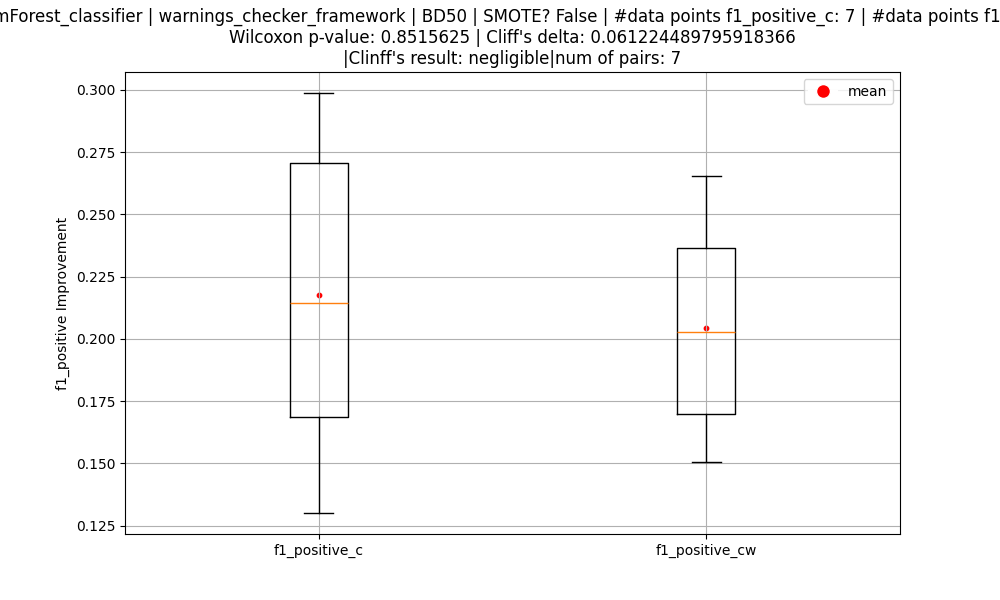 mForest_classifier | warnings_checker_framework | BD50 | SMOTE? False | #data points f1_positive_c: 7 | #data points f1
Wilcoxon p-value: 0.8515625 | Cliff's delta: 0.061224489795918366
|Clinff's result: negligible|num of pairs: 7
mean
0.300
0.275
0.250
0.225
0.200
0.175
0.150
0.125
f1_positive Improvement
f1_positive_c
f1_positive_cw